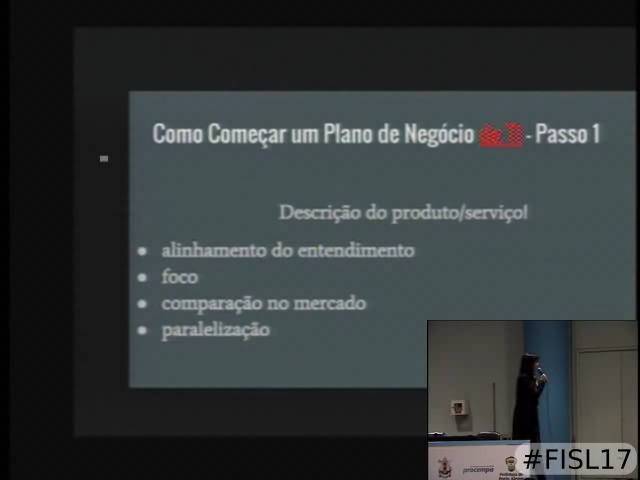 Como Começar um Plano de Negócio - Passo 1
Descrição do produto/serviço!
alinhamento do entendimento
foco
comparação no mercado
paralelização
procempa
#FISL17